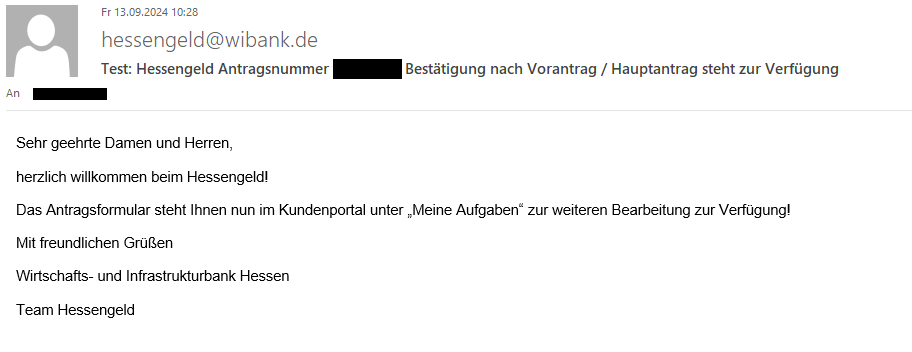 Fr 13.09.2024 10:28
hessengeld@wibank.de
Test: Hessengeld Antragsnummer Bestätigung nach Vorantrag / Hauptantrag steht zur Verfügung
An
Sehr geehrte Damen und Herren,
herzlich willkommen beim Hessengeld!
Das Antragsformular steht Ihnen nun im Kundenportal unter „Meine Aufgaben“ zur weiteren Bearbeitung zur Verfügung!
Mit freundlichen Grüßen
Wirtschafts- und Infrastrukturbank Hessen
Team Hessengeld